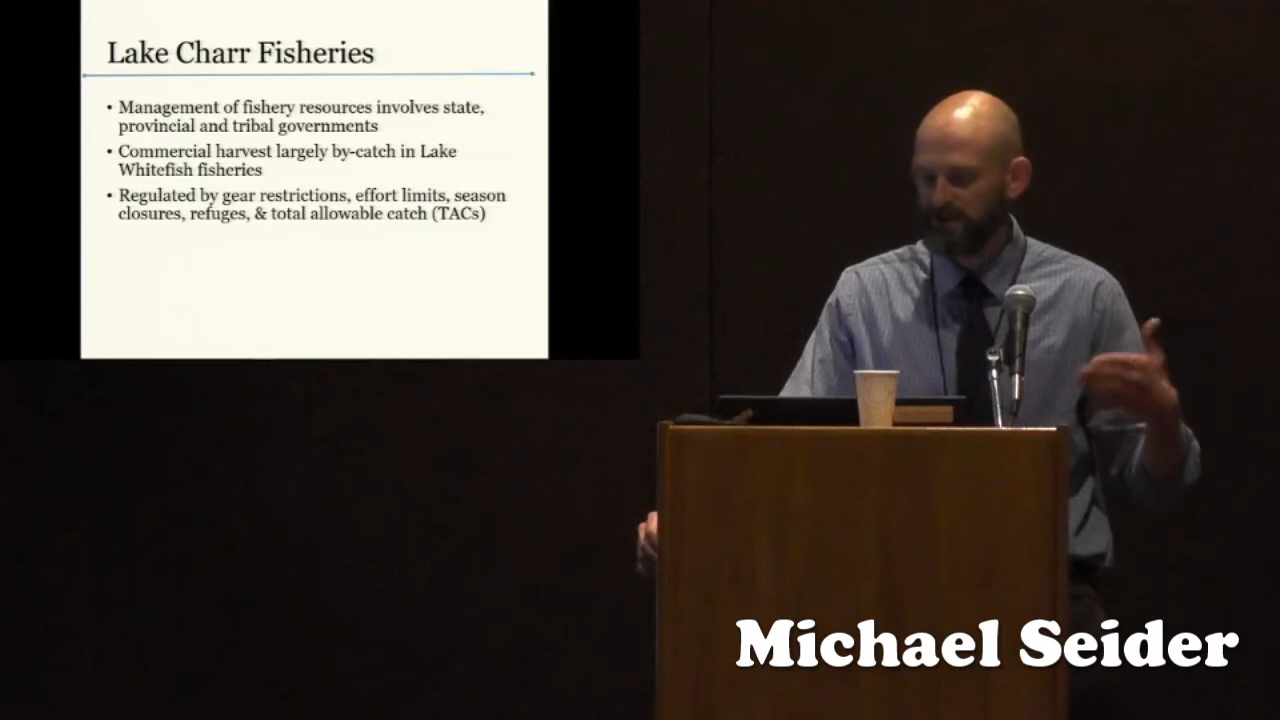 Lake Charr Fisheries
• Management of fishery resources involves state,
provincial and tribal governments
• Commercial harvest largely by-catch in Lake
Whitefish fisheries
• Regulated by gear restrictions, effort limits, season
closures, refuges, & total allowable catch (TACs)
Michael Seider